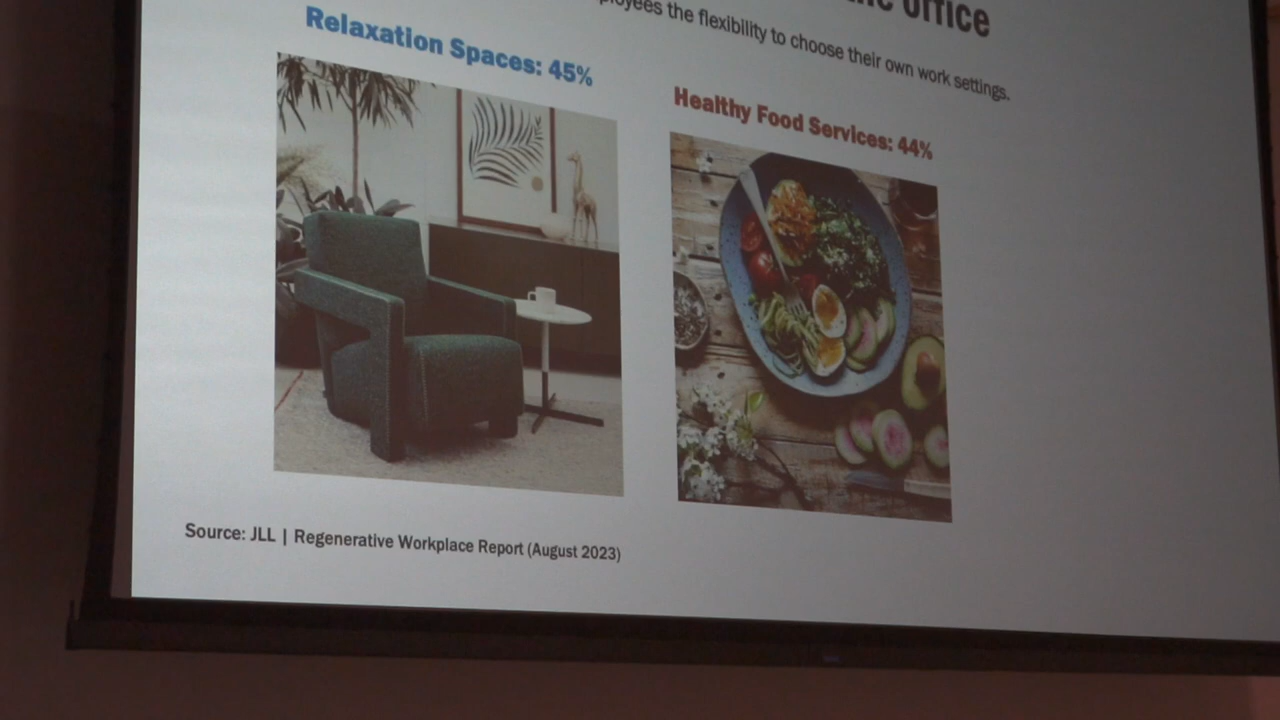 office
the flexibility to choose their own work settings.
Relaxation Spaces: 45%
Healthy Food Services: 44%
Source: JLL | Regenerative Workplace Report (August 2023)